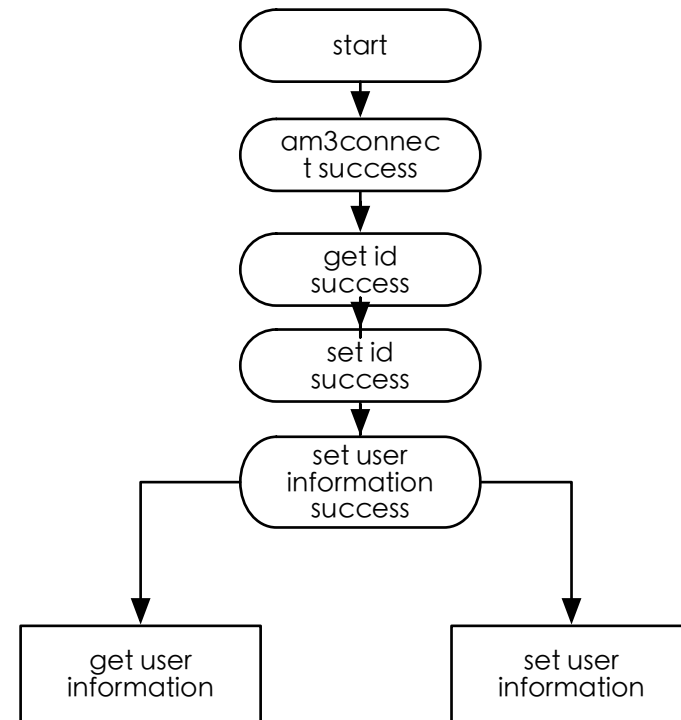 start
am3connec
t success
get id
success
set id
success
set user
information
success
get user
information
set user
information